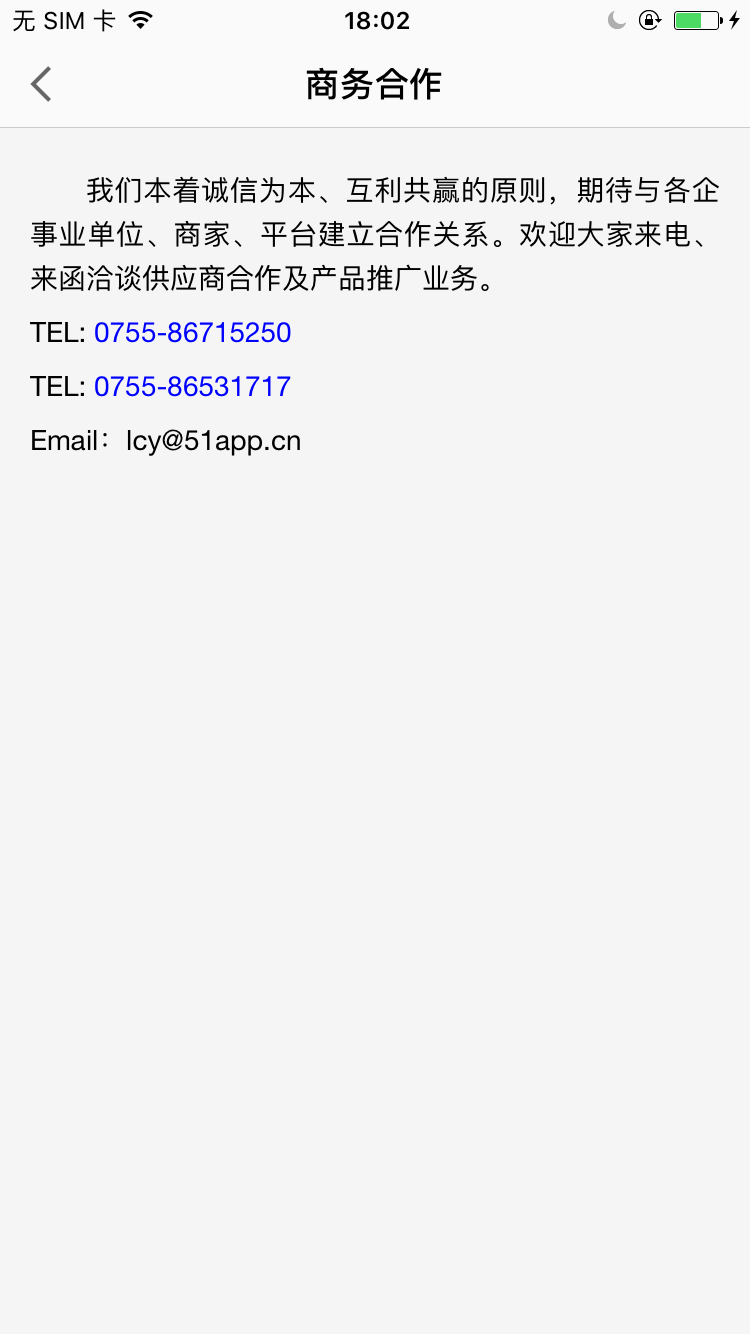 无 SIM 卡
18:02
商务合作
我们本着诚信为本、互利共赢的原则，期待与各企
事业单位、商家、平台建立合作关系。欢迎大家来电、
来函洽谈供应商合作及产品推广业务。
TEL: 0755-86715250
TEL: 0755-86531717
Email：lcy@51app.cn